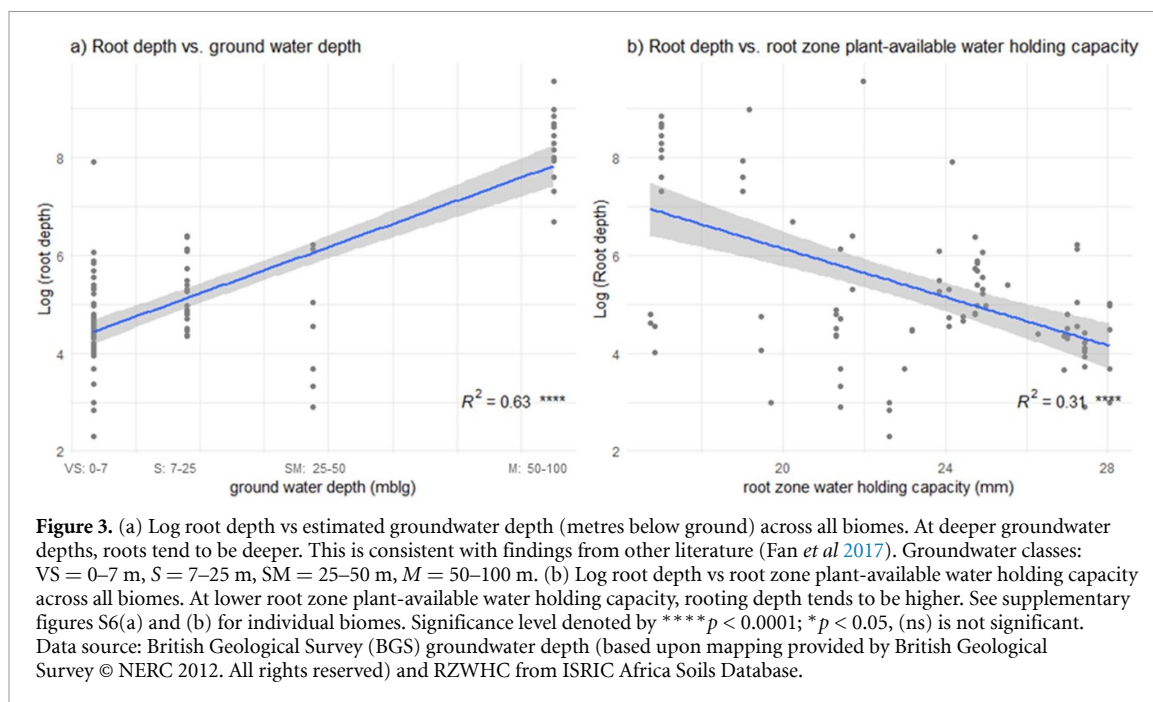 a) Root depth vs. ground water depth
Log (root depth)
8
6
4
2
R² = 0.63 ****
VS: 0-7 S: 7-25 SM: 25-50 M: 50-100
ground water depth (mblg)
b) Root depth vs. root zone plant-available water holding capacity
Log (Root depth)
8
6
4
2
R² = 0.31 ****
20 24 28
root zone water holding capacity (mm)
Figure 3. (a) Log root depth vs estimated groundwater depth (metres below ground) across all biomes. At deeper groundwater
depths, roots tend to be deeper. This is consistent with findings from other literature (Fan et al 2017). Groundwater classes:
VS = 0–7 m, S = 7–25 m, SM = 25–50 m, M = 50–100 m. (b) Log root depth vs root zone plant-available water holding capacity
across all biomes. At lower root zone plant-available water holding capacity, rooting depth tends to be higher. See supplementary
figures S6(a) and (b) for individual biomes. Significance level denoted by ****p < 0.0001; *p < 0.05, (ns) is not significant.
Data source: British Geological Survey (BGS) groundwater depth (based upon mapping provided by British Geological
Survey © NERC 2012. All rights reserved) and RZWHC from ISRIC Africa Soils Database.